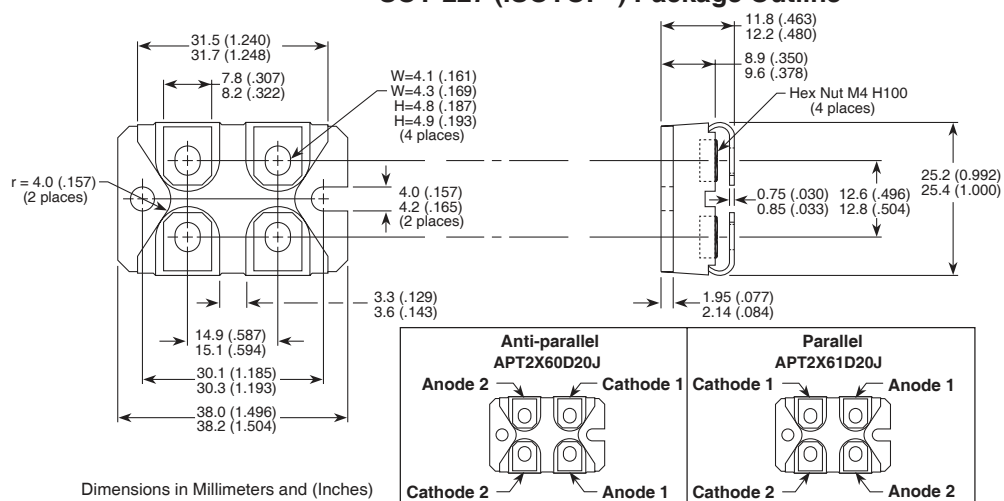 31.5 (1.240)
31.7 (1.248)
7.8 (.307)
8.2 (.322)
W=4.1 (.161)
W=4.3 (.169)
H=4.8 (.187)
H=4.9 (.193)
(4 places)
r = 4.0 (.157)
(2 places)
4.0 (.157)
4.2 (.165)
(2 places)
3.3 (.129)
3.6 (.143)
14.9 (.587)
15.1 (.594)
30.1 (1.185)
30.3 (1.193)
38.0 (1.496)
38.2 (1.504)
11.8 (.463)
12.2 (.480)
8.9 (.350)
9.6 (.378)
Hex Nut M4 H100
(4 places)
0.75 (.030)
0.85 (.033)
12.6 (.496)
12.8 (.504)
25.2 (0.992)
25.4 (1.000)
1.95 (.077)
2.14 (.084)
Anti-parallel
APT2X60D20J
Anode 2
Cathode 1
Cathode 2
Anode 1
Parallel
APT2X61D20J
Cathode 1
Anode 1
Cathode 2
Anode 2
Dimensions in Millimeters and (Inches)